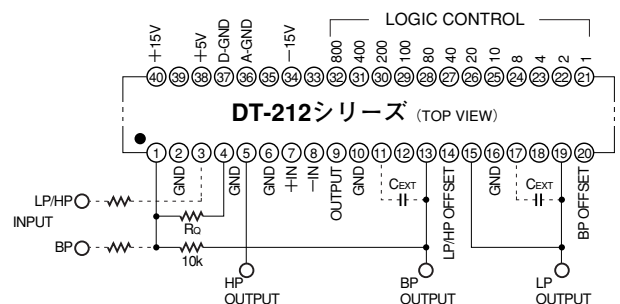 LOGIC CONTROL
+15V
+5V
D-GND
A-GND
−15V
800
400
200
100
80
40
20
10
8
4
2
1
40 39 38 37 36 35 34 33 32 31 30 29 28 27 26 25 24 23 22 21
DT-212シリーズ (TOP VIEW)
1 2 3 4 5 6 7 8 9 10 11 12 13 14 15 16 17 18 19 20
GND
GND
GND
+IN
−IN
OUTPUT
GND
CEXT
LP/HP OFFSET
GND
CEXT
BP OFFSET
LP/HP
INPUT
BP
RQ
10k
HP
OUTPUT
BP
OUTPUT
LP
OUTPUT